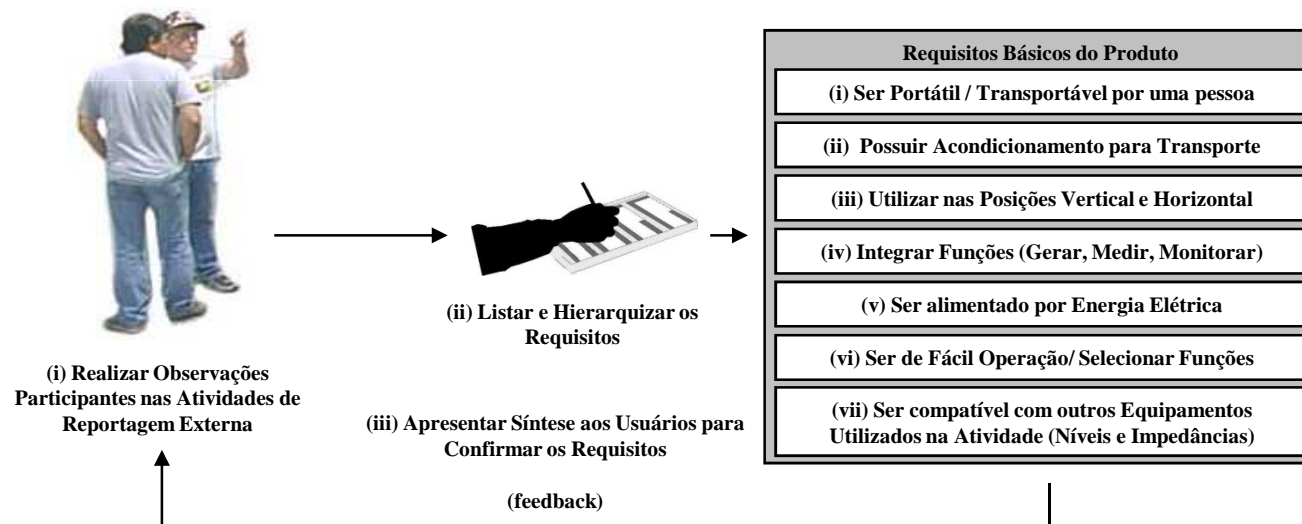 (i) Realizar Observações
Participantes nas Atividades de
Reportagem Externa
(ii) Listar e Hierarquizar os
Requisitos
(iii) Apresentar Síntese aos Usuários para
Confirmar os Requisitos
(feedback)
Requisitos Básicos do Produto
(i) Ser Portátil / Transportável por uma pessoa
(ii) Possuir Acondicionamento para Transporte
(iii) Utilizar nas Posições Vertical e Horizontal
(iv) Integrar Funções (Gerar, Medir, Monitorar)
(v) Ser alimentado por Energia Elétrica
(vi) Ser de Fácil Operação/ Selecionar Funções
(vii) Ser compatível com outros Equipamentos
Utilizados na Atividade (Níveis e Impedâncias)